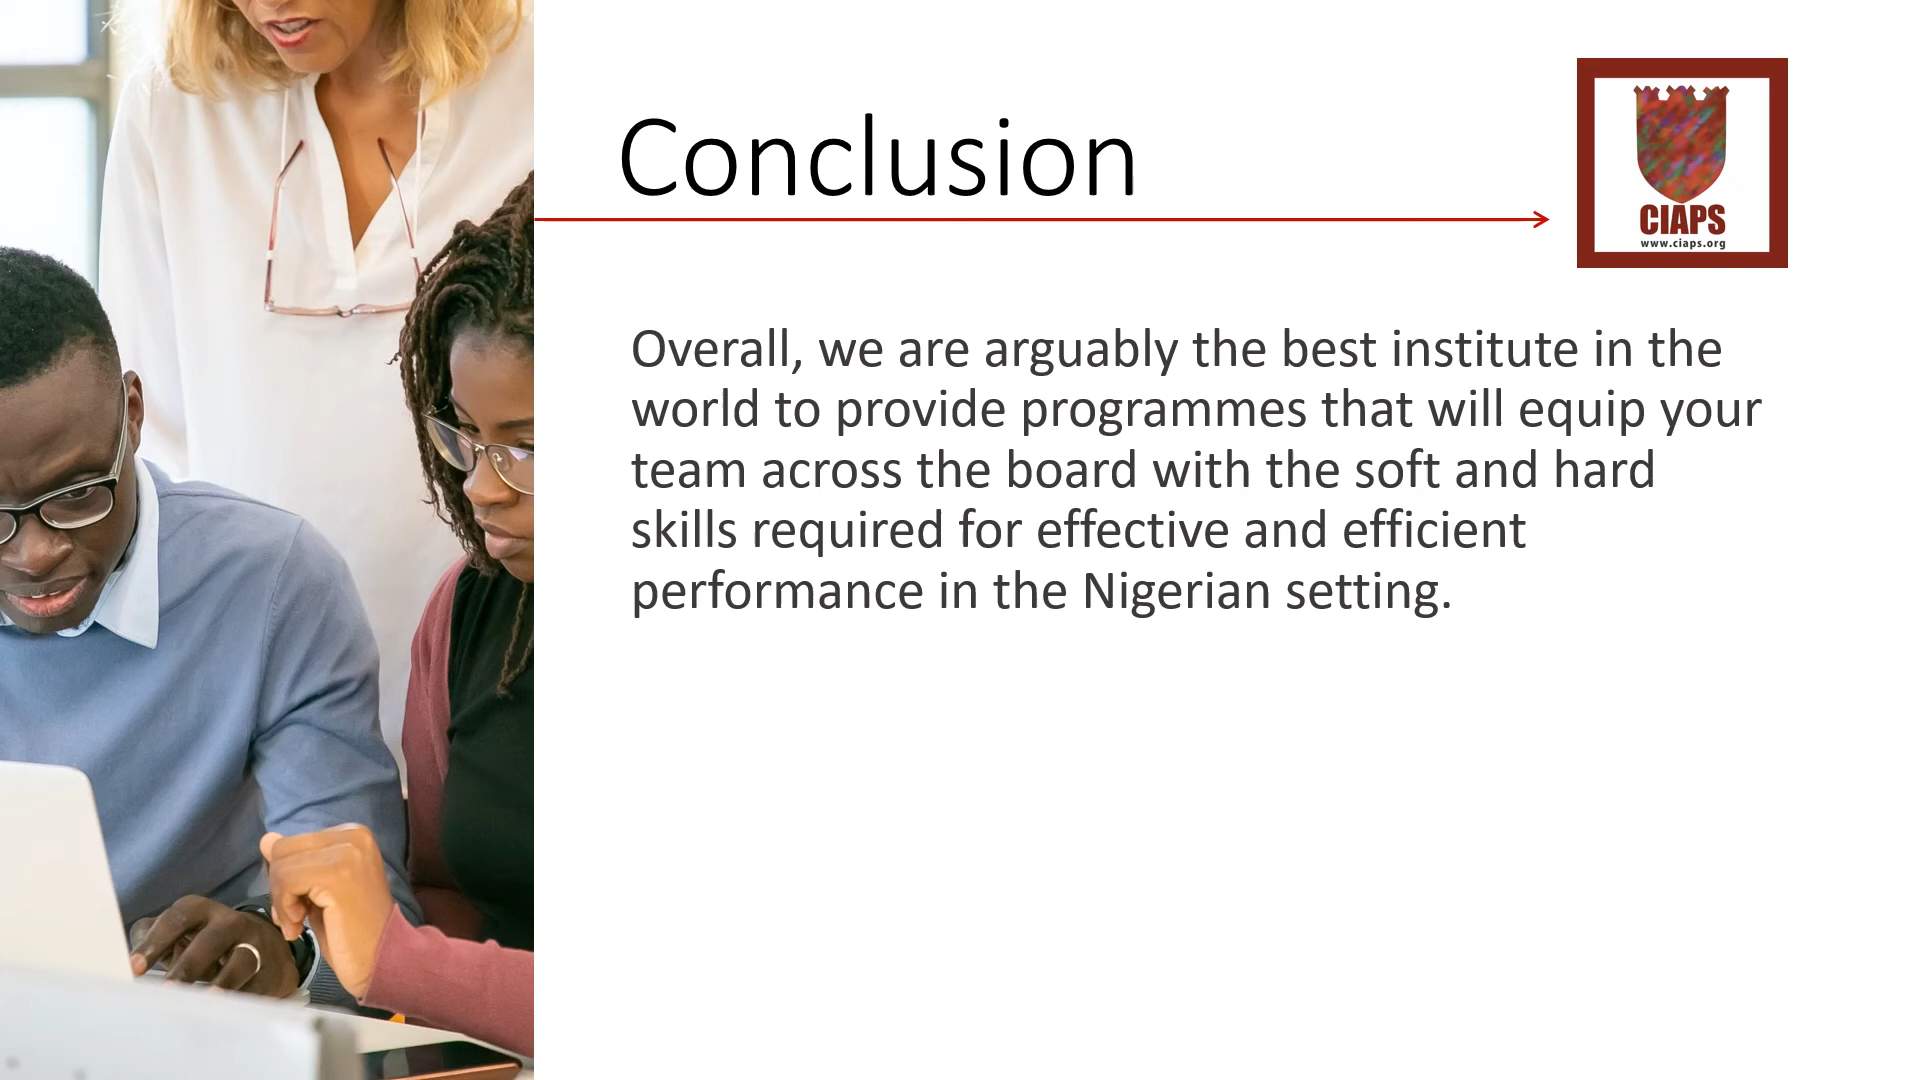 Conclusion
CIAPS
www.ciaps.org
Overall, we are arguably the best institute in the
world to provide programmes that will equip your
team across the board with the soft and hard
skills required for effective and efficient
performance in the Nigerian setting.